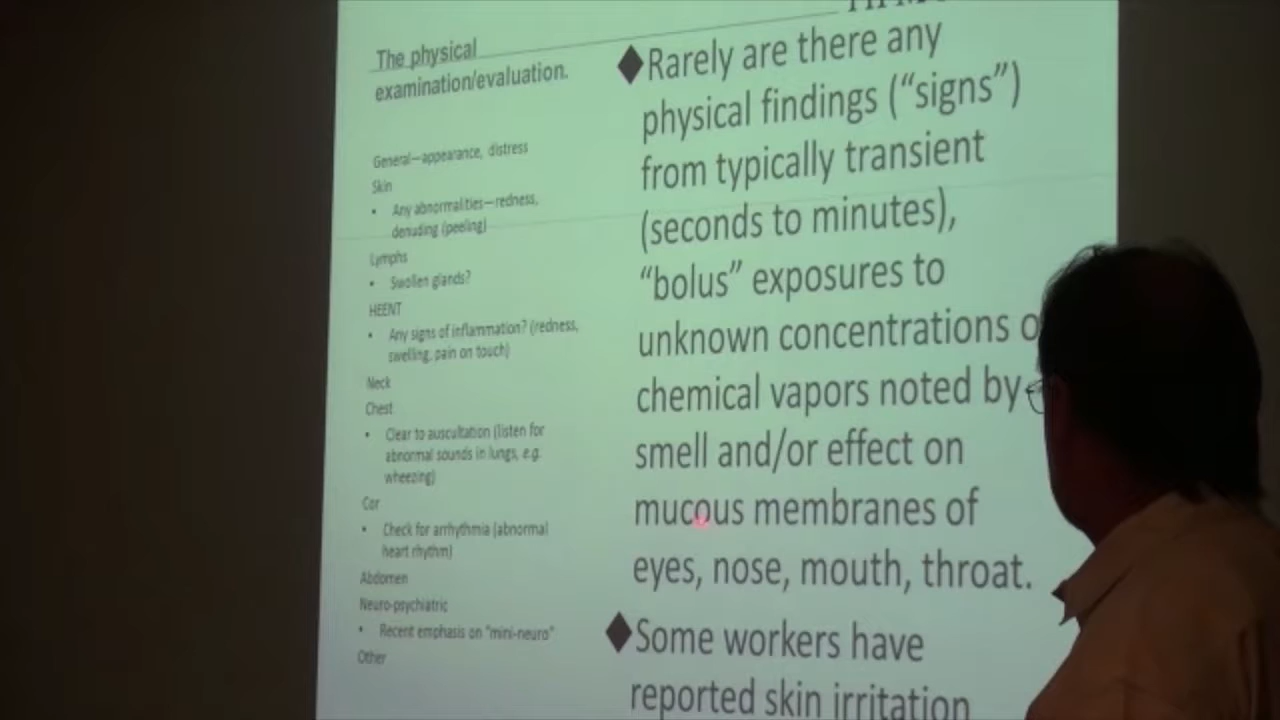 The physical
examination/evaluation.
General—appearance, distress
Skin
• Any abnormalities—redness,
denuding (peeling)
Lymphs
• Swollen glands?
HEENT
• Any signs of inflammation? (redness,
swelling, pain on touch)
Neck
Chest
• Clear to auscultation (listen for
abnormal sounds in lungs, e.g.
wheezing)
Cor
• Check for arrhythmia (abnormal
heart rhythm)
Abdomen
Neuro-psychiatric
• Recent emphasis on "mini-neuro"
Other
◆Rarely are there any
physical findings (“signs”)
from typically transient
(seconds to minutes),
“bolus” exposures to
unknown concentrations o
chemical vapors noted by
smell and/or effect on
mucous membranes of
eyes, nose, mouth, throat.
◆Some workers have
reported skin irritation